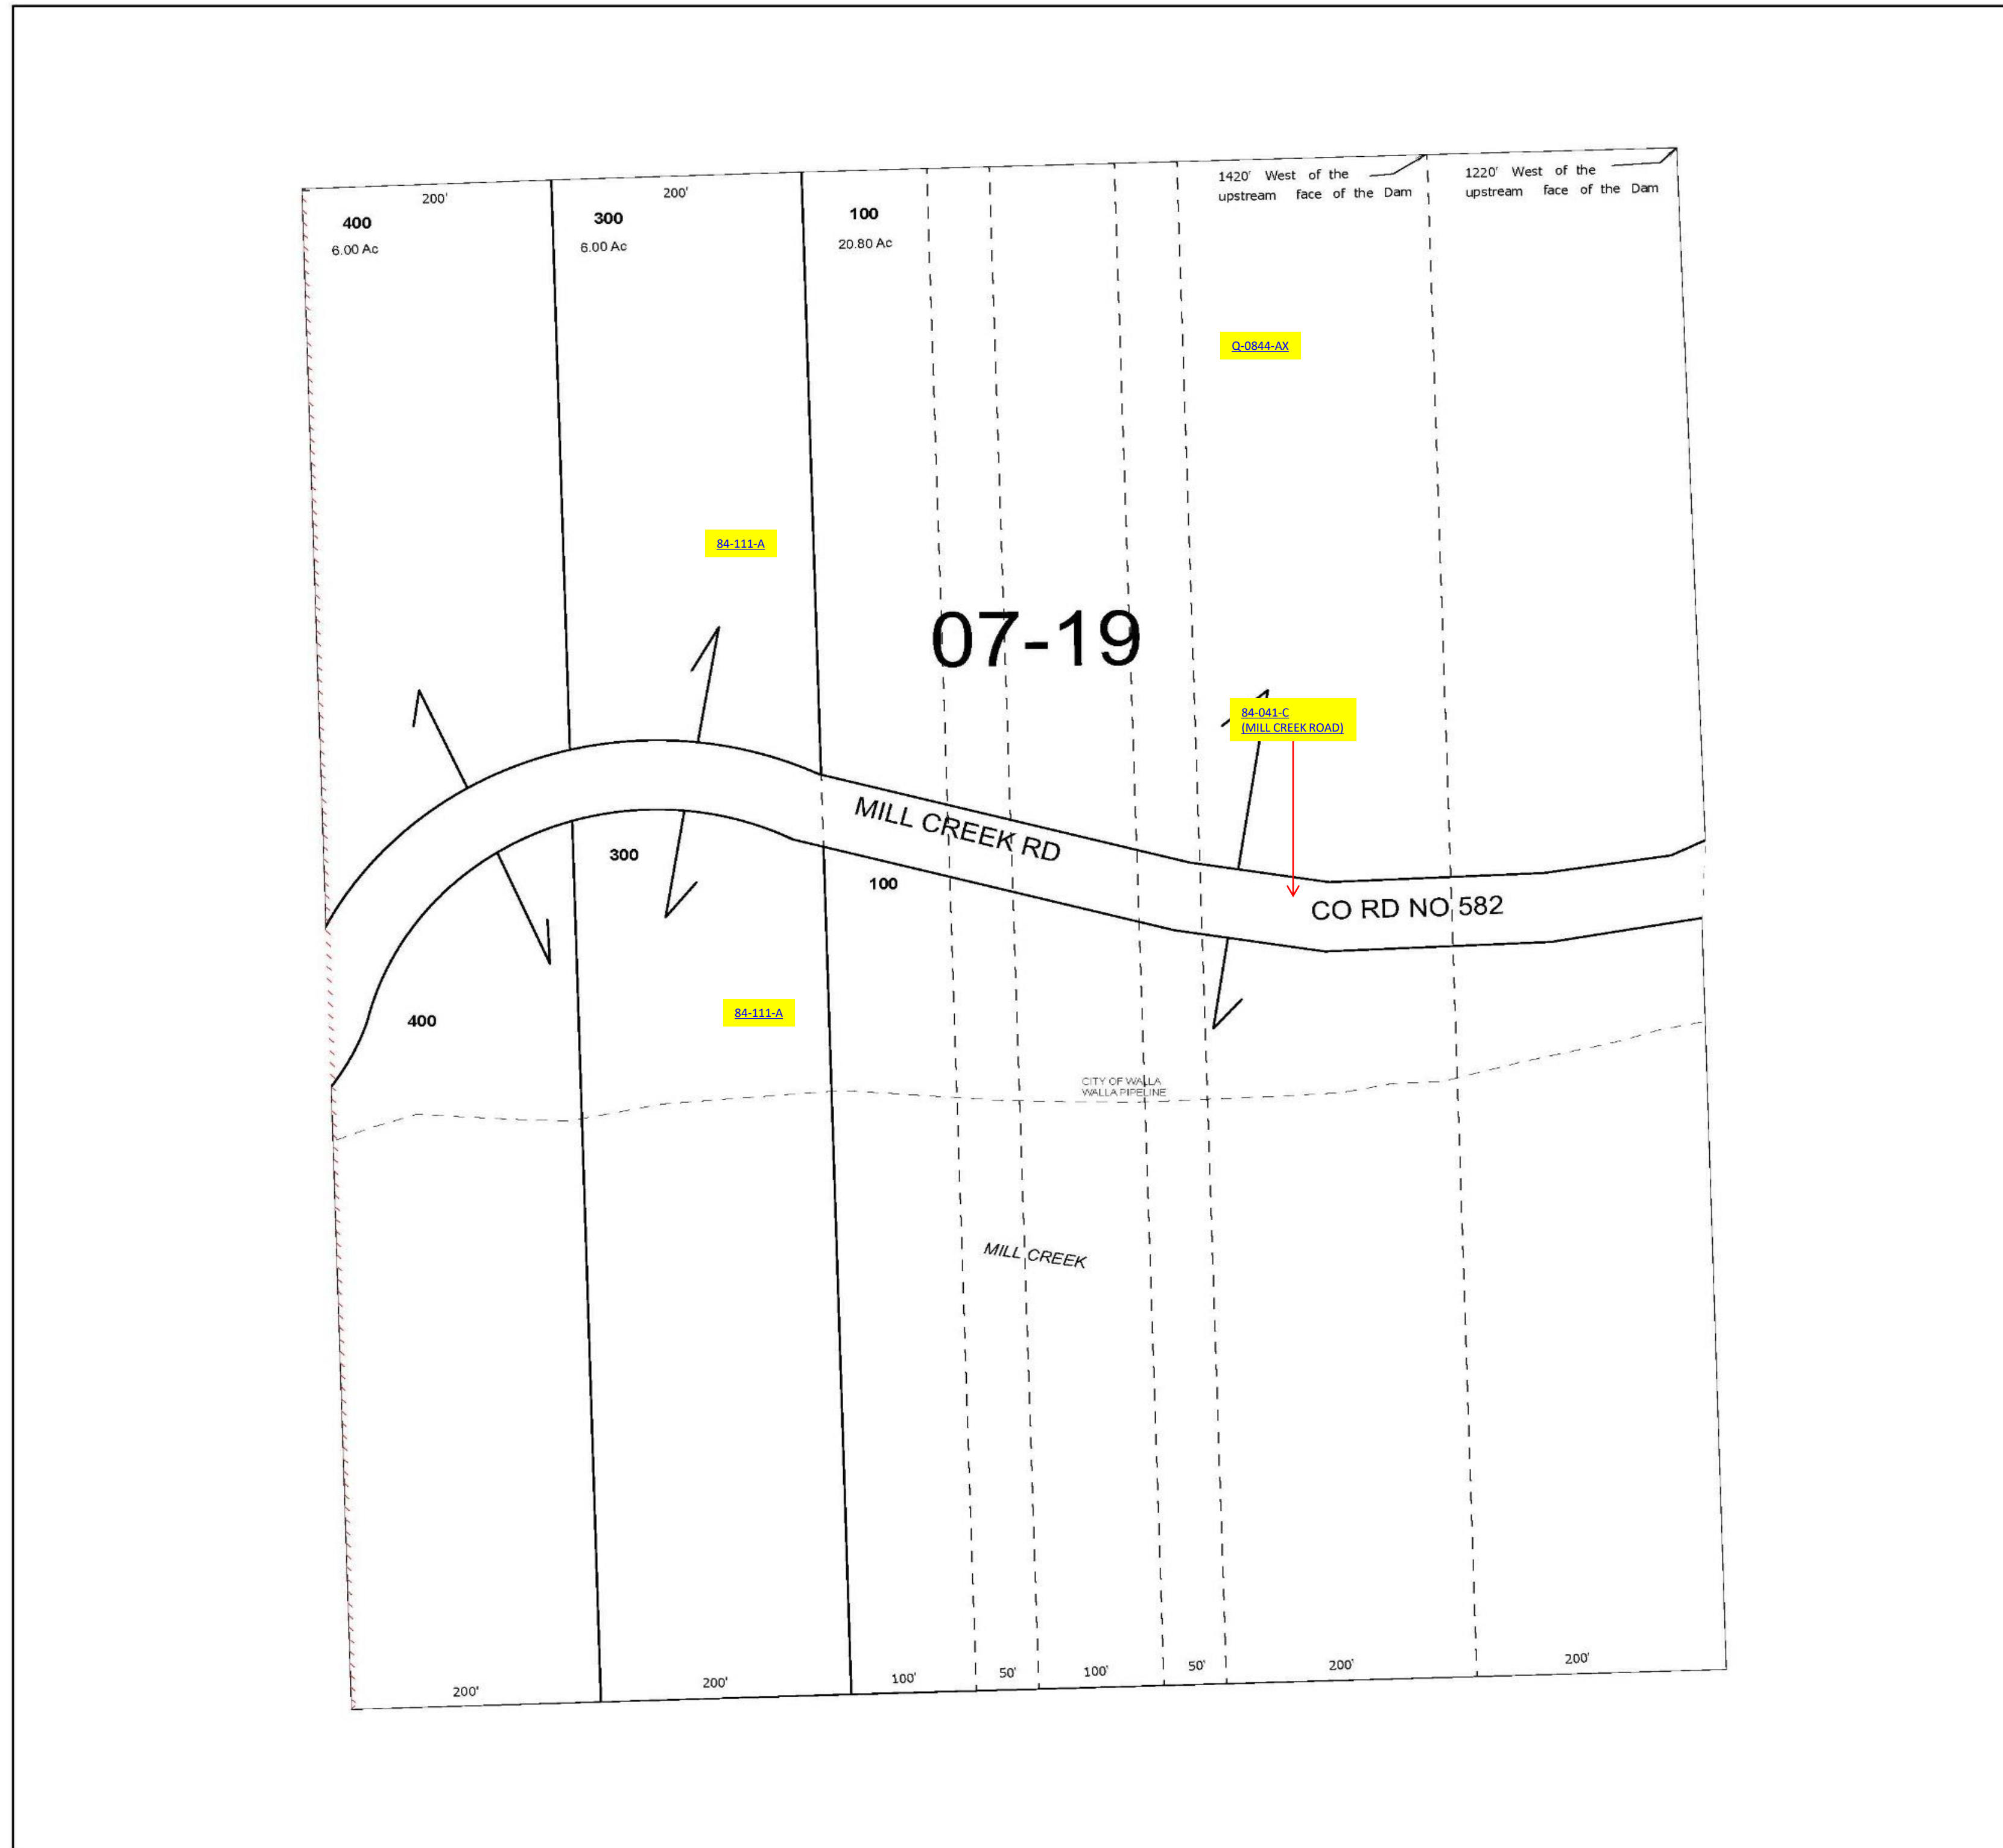 200'
200'
1420' West of the
upstream face of the Dam
1220' West of the
upstream face of the Dam
400
6.00 Ac
300
6.00 Ac
100
20.80 Ac
Q-0844-AX
84-111-A
07-19
84-041-C
(MILL CREEK ROAD)
MILL CREEK RD
300
100
CO RD NO 582
400
84-111-A
CITY OF WALLA
WALLA PIPELINE
MILL CREEK
200'
200'
100'
50'
100'
50'
200'
200'